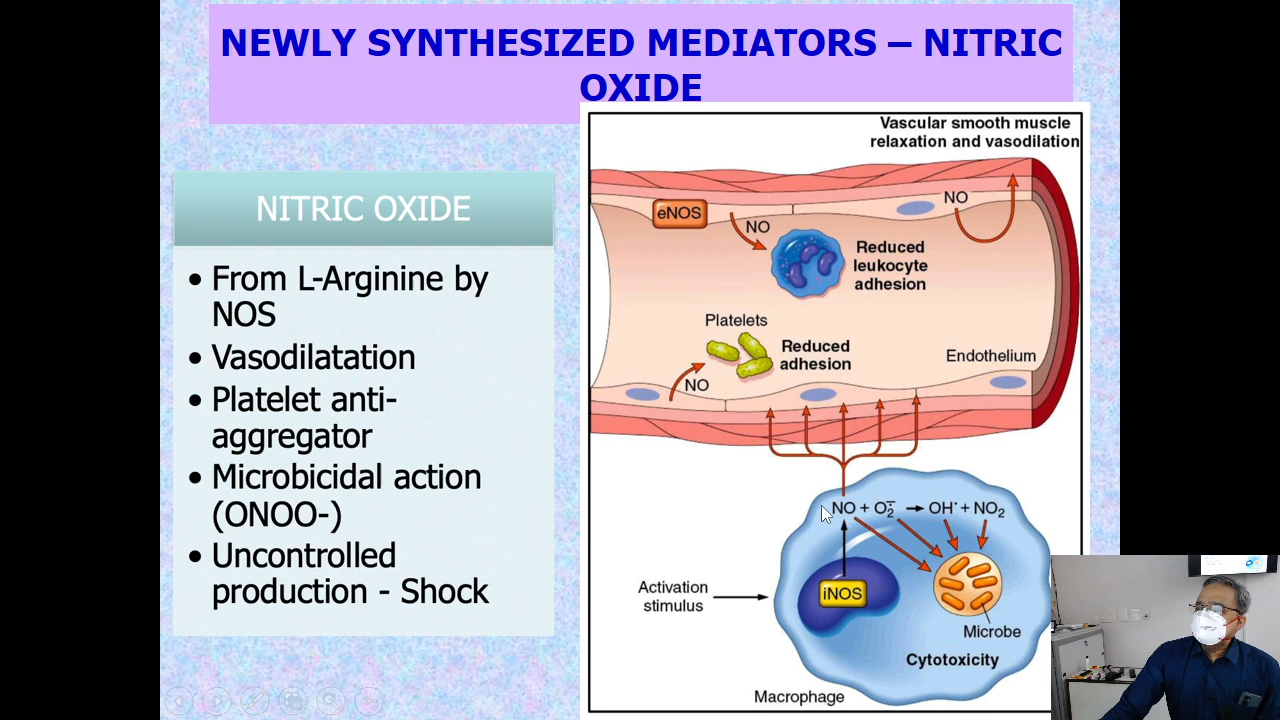 NEWLY SYNTHESIZED MEDIATORS – NITRIC
OXIDE
NITRIC OXIDE
• From L-Arginine by
NOS
• Vasodilatation
• Platelet anti-
aggregator
• Microbicidal action
(ONOO-)
• Uncontrolled
production - Shock
Vascular smooth muscle
relaxation and vasodilation
eNOS
NO
NO
Reduced
leukocyte
adhesion
Platelets
Reduced
adhesion
NO
Endothelium
NO + O₂⁻ → OH˙ + NO₂
Activation
stimulus
iNOS
Microbe
Cytotoxicity
Macrophage